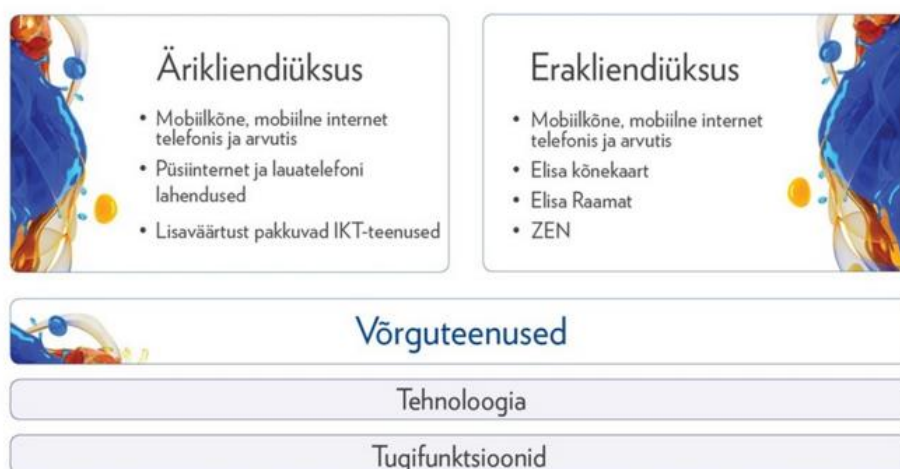 Ärikliendiüksus
• Mobiilkõne, mobiilne internet
telefonis ja arvutis
• Püsiinternet ja lauatelefoni
lahendused
• Lisaväärtust pakkuvad IKT-teenused
Erakliendiüksus
• Mobiilkõne, mobiilne internet
telefonis ja arvutis
• Elisa kõnekaart
• Elisa Raamat
• ZEN
Võrguteenused
Tehnoloogia
Tugifunktsioonid